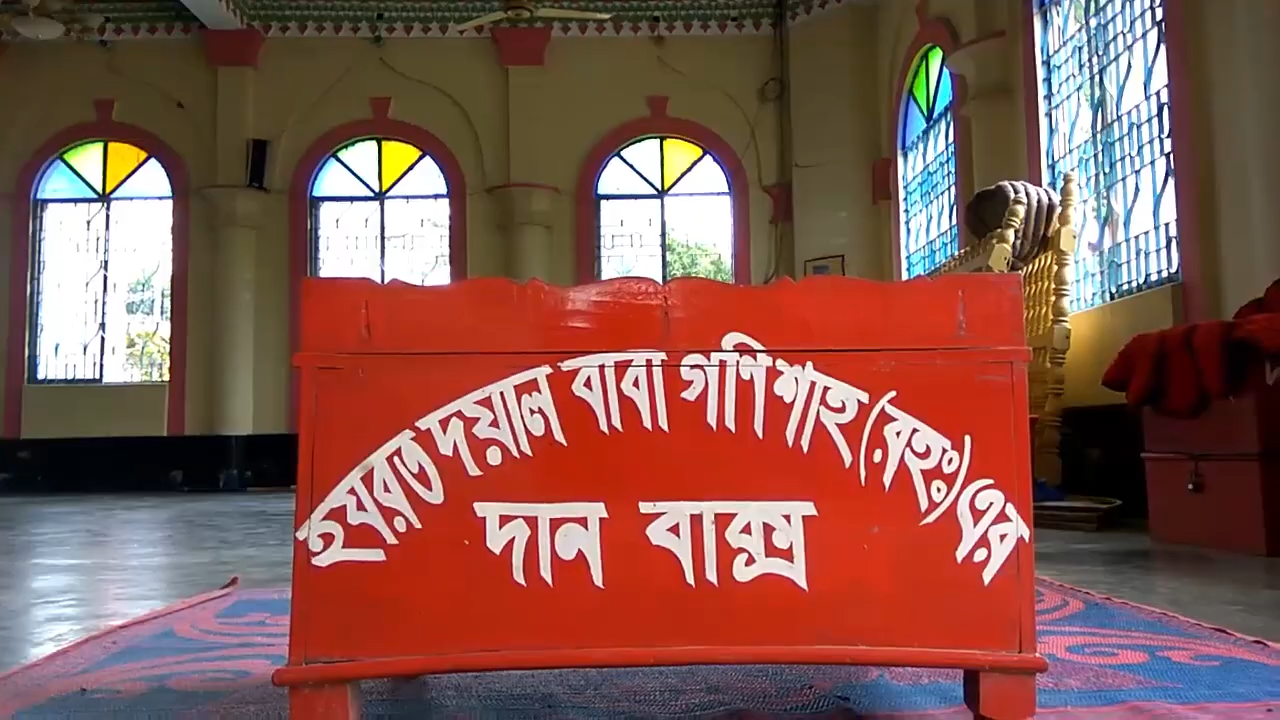 হযরত দয়াল বাবা গণি শাহ (রহঃ) এর
দান বাক্স